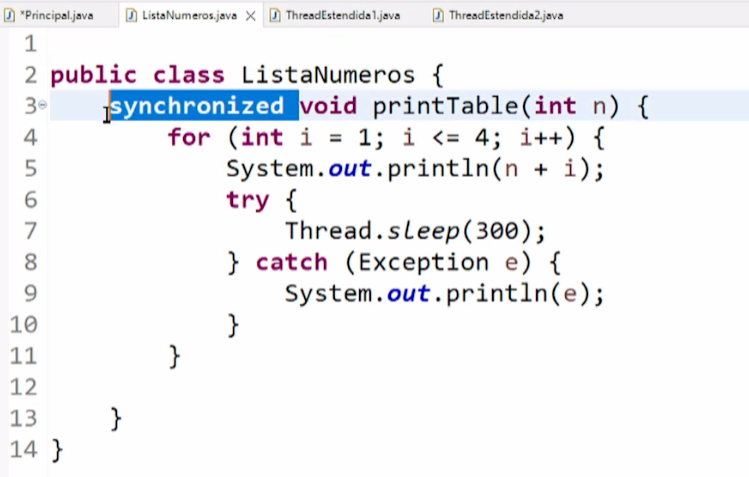 *Principal.java ListaNumeros.java ThreadEstendida1.java ThreadEstendida2.java
1
2 public class ListaNumeros {
3 synchronized void printTable(int n) {
4 for (int i = 1; i <= 4; i++) {
5 System.out.println(n + i);
6 try {
7 Thread.sleep(300);
8 } catch (Exception e) {
9 System.out.println(e);
10 }
11 }
12
13 }
14 }